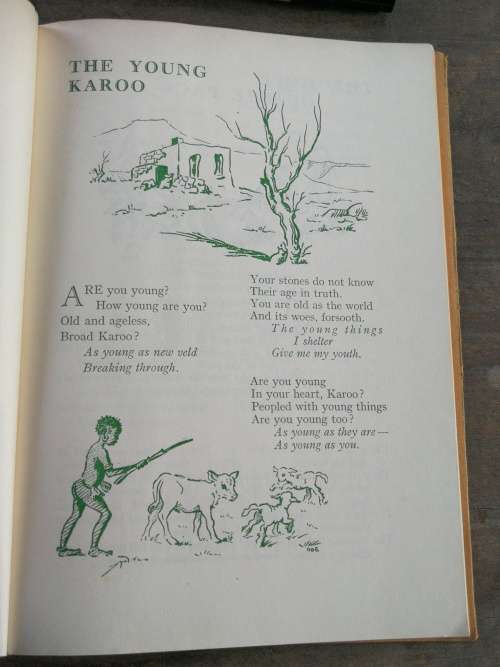 THE YOUNG
KAROO
ARE you young?
How young are you?
Old and ageless,
Broad Karoo?
As young as new veld
Breaking through.
Your stones do not know
Their age in truth.
You are old as the world
And its woes, forsooth.
The young things
I shelter
Give me my youth.
Are you young
In your heart, Karoo?
Peopled with young things
Are you young too?
As young as they are—
As young as you.